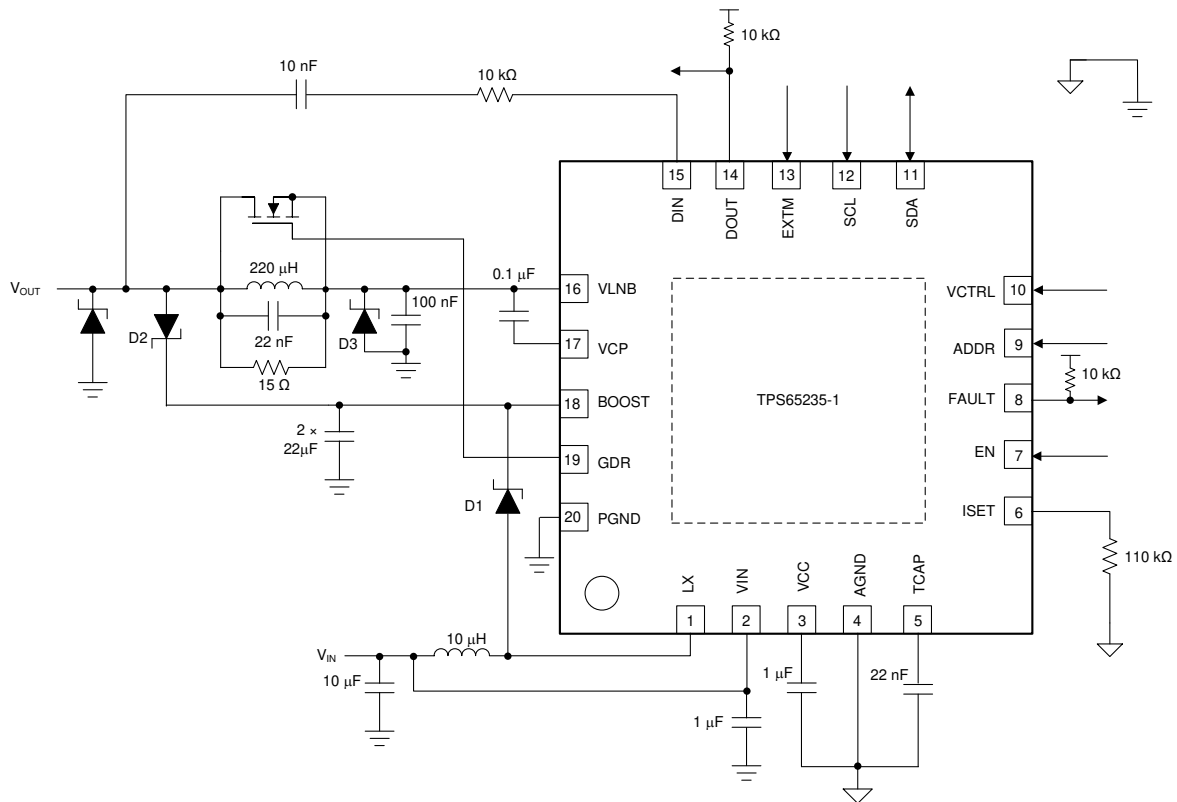 10 kΩ
10 nF
10 kΩ
15
14
13
12
11
DIN
DOUT
EXTM
SCL
SDA
220 μH
0.1 μF
V_OUT
16 VLNB
VCTRL 10
100 nF
D2
22 nF
D3
17 VCP
ADDR 9
15 Ω
10 kΩ
18 BOOST
TPS65235-1
FAULT 8
2 ×
22μF
19 GDR
EN 7
D1
20 PGND
ISET 6
110 kΩ
LX
VIN
VCC
AGND
TCAP
1
2
3
4
5
10 μH
V_IN
10 μF
1 μF
22 nF
1 μF